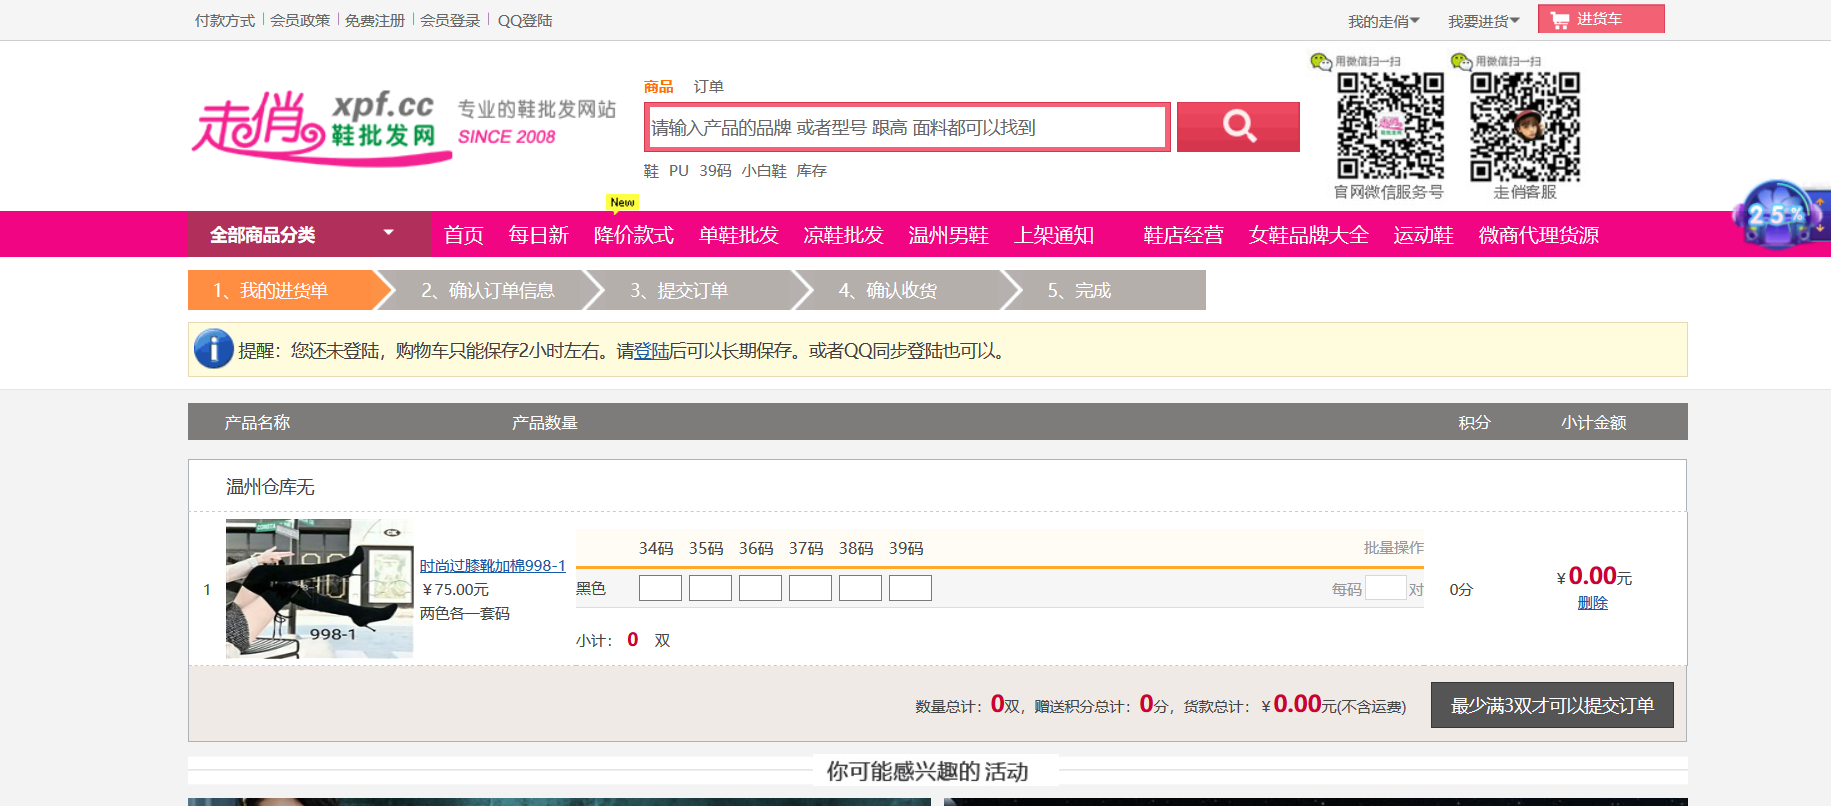 付款方式 会员政策 免费注册 会员登录 QQ登陆
我的走俏 我要进货 进货车
走俏 xpf.cc 鞋批发网 专业的鞋批发网站 SINCE 2008
商品 订单
请输入产品的品牌 或者型号 跟高 面料都可以找到
鞋 PU 39码 小白鞋 库存
用微信扫一扫 用微信扫一扫
官网微信服务号 走俏客服
25%
New
全部商品分类 首页 每日新 降价款式 单鞋批发 凉鞋批发 温州男鞋 上架通知 鞋店经营 女鞋品牌大全 运动鞋 微商代理货源
1、我的进货单 2、确认订单信息 3、提交订单 4、确认收货 5、完成
提醒：您还未登陆，购物车只能保存2小时左右。请登陆后可以长期保存。或者QQ同步登陆也可以。
产品名称 产品数量 积分 小计金额
温州仓库无
34码 35码 36码 37码 38码 39码 批量操作
1 998-1 时尚过膝靴加棉998-1
￥75.00元
两色各一套码
黑色 每码 对 0分 ￥0.00元
删除
小计： 0 双
数量总计：0双，赠送积分总计：0分，货款总计：￥0.00元(不含运费) 最少满3双才可以提交订单
你可能感兴趣的 活动